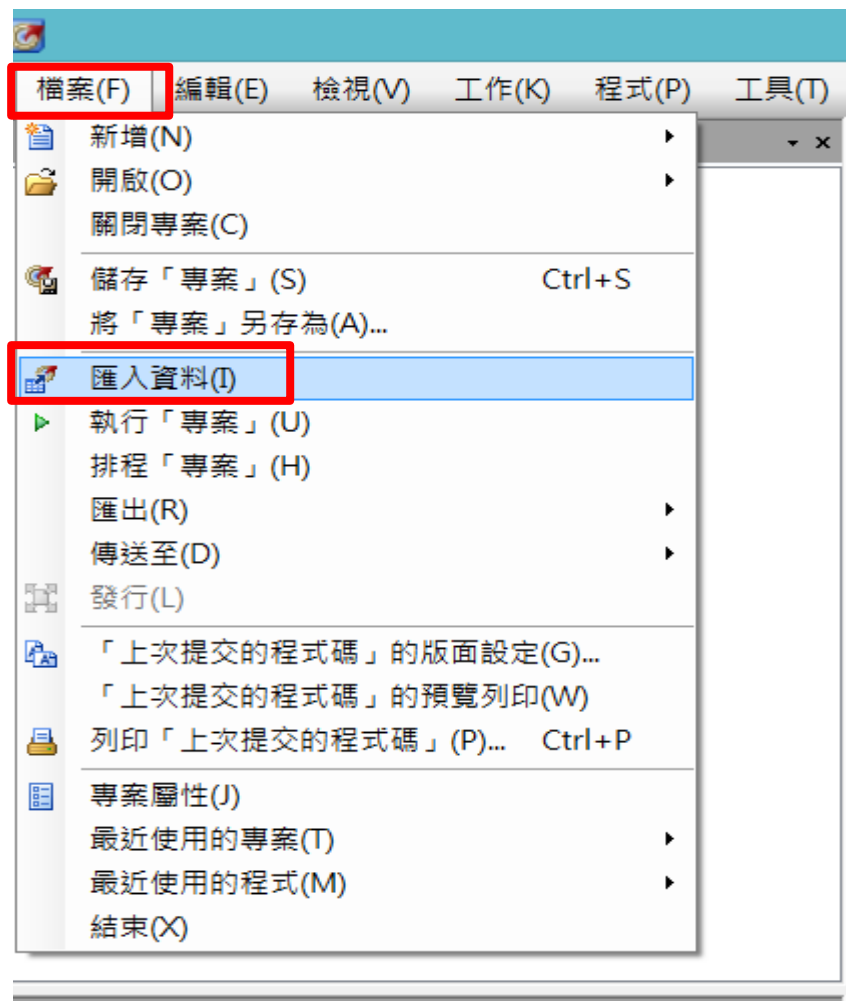 檔案(F) 編輯(E) 檢視(V) 工作(K) 程式(P) 工具(T)
新增(N)
開啟(O)
關閉專案(C)
儲存「專案」(S) Ctrl+S
將「專案」另存為(A)...
匯入資料(I)
執行「專案」(U)
排程「專案」(H)
匯出(R)
傳送至(D)
發行(L)
「上次提交的程式碼」的版面設定(G)...
「上次提交的程式碼」的預覽列印(W)
列印「上次提交的程式碼」(P)... Ctrl+P
專案屬性(J)
最近使用的專案(T)
最近使用的程式(M)
結束(X)